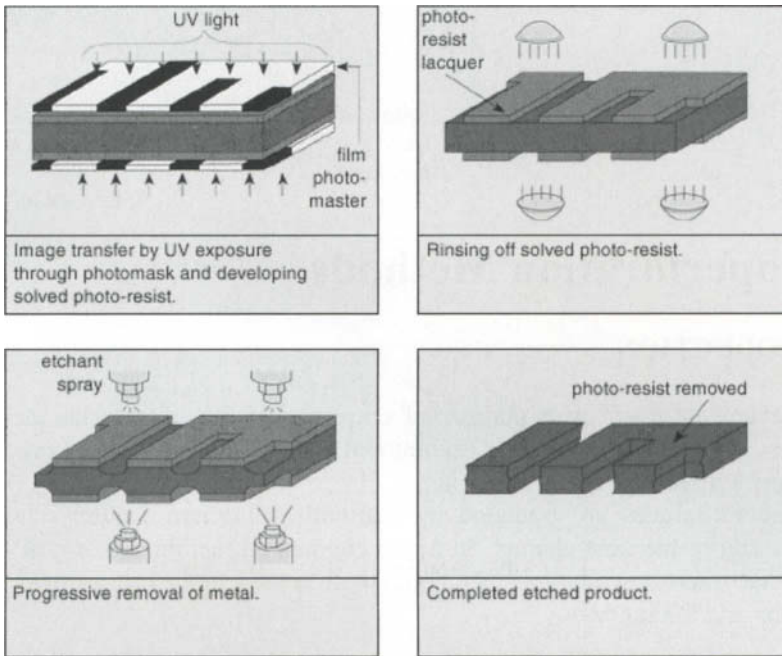 UV light
film
photo-
master
Image transfer by UV exposure
through photomask and developing
solved photo-resist.
photo-
resist
lacquer
Rinsing off solved photo-resist.
etchant
spray
Progressive removal of metal.
photo-resist removed
Completed etched product.